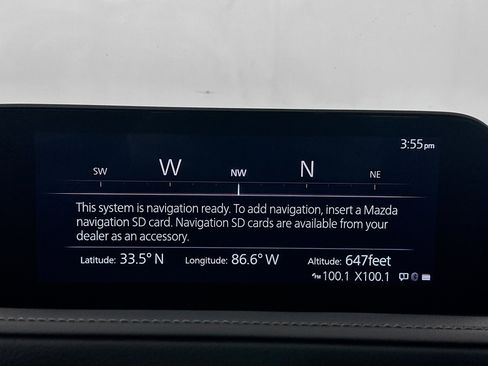 3:55pm
SW W NW N NE
This system is navigation ready. To add navigation, insert a Mazda
navigation SD card. Navigation SD cards are available from your
dealer as an accessory.
Latitude: 33.5° N Longitude: 86.6° W Altitude: 647feet
FM 100.1 X100.1